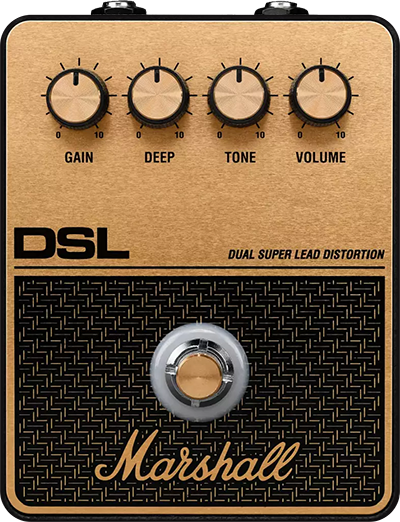 0 10 0 10 0 10 0 10
GAIN DEEP TONE VOLUME
DSL
DUAL SUPER LEAD DISTORTION
Marshall